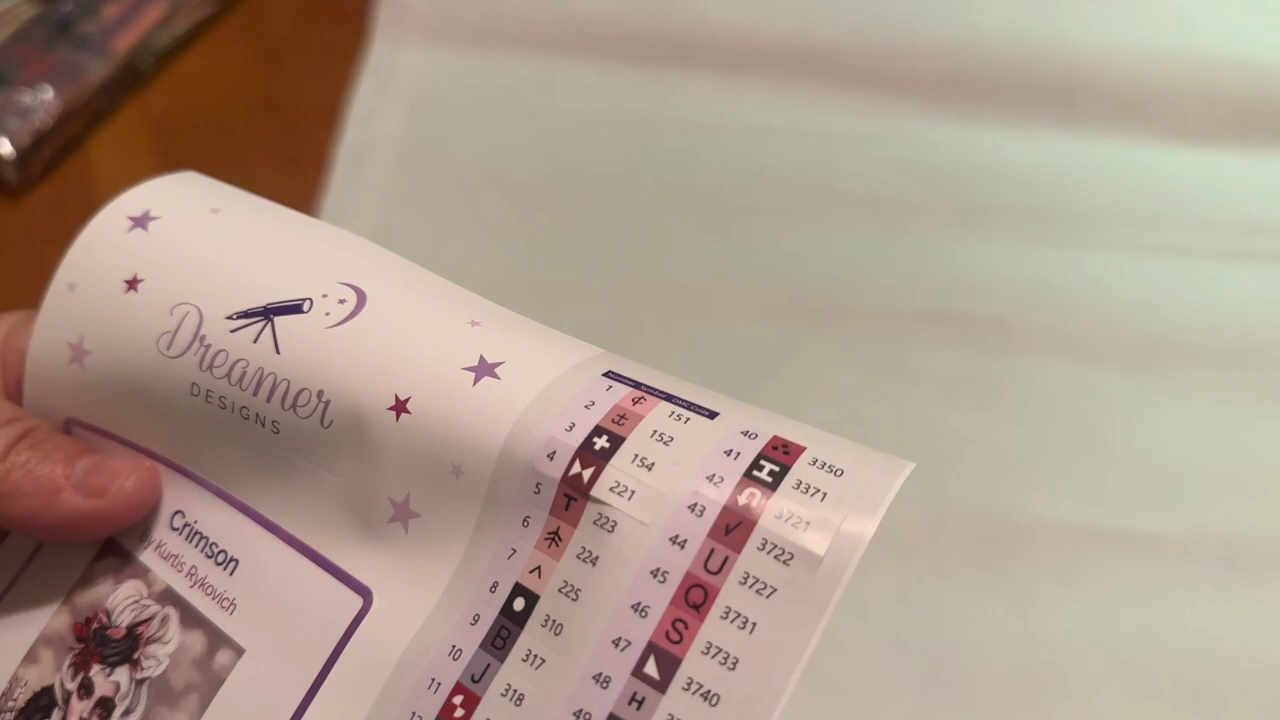 Dreamer
DESIGNS
Crimson
By Kurtis Rykovich
Number - Symbol - DMC Code
1 ¢ 151
2 152
3 154
4 221
5 T 223
6 224
7 ^ 225
8 310
9 B 317
10 J 318
11
40 3350
41 I 3371
42 3721
43 ✓ 3722
44 U 3727
45 Q 3731
46 S 3733
47 3740
48 H